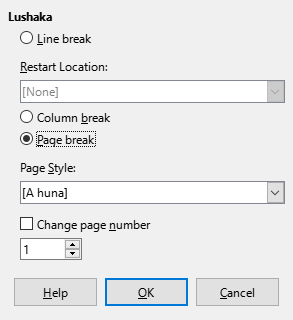 Lushaka
Line break
Restart Location:
[None]
Column break
Page break
Page Style:
[A huna]
Change page number
1
Help OK Cancel